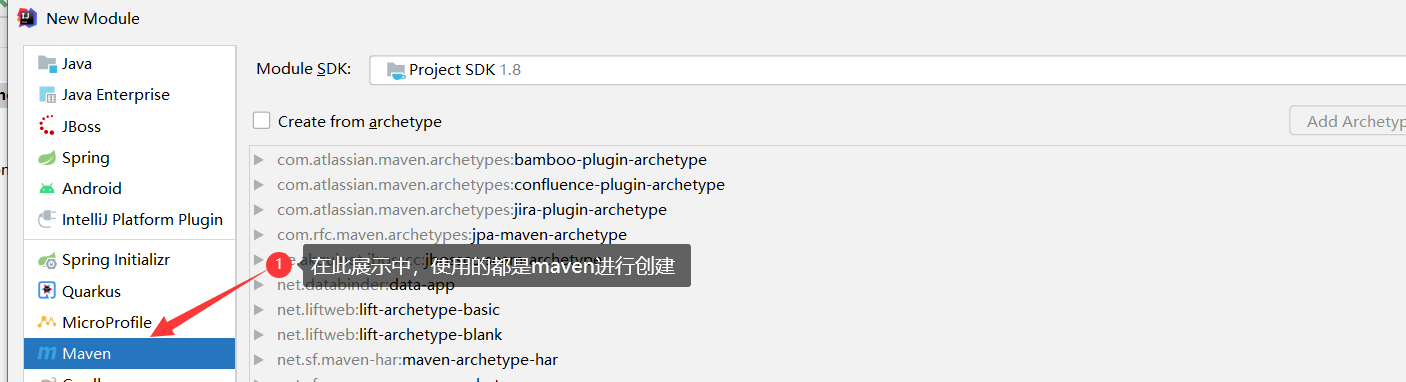 New Module
Java
Java Enterprise
JBoss
Spring
Android
IntelliJ Platform Plugin
Spring Initializr
Quarkus
MicroProfile
Maven
Module SDK:
Project SDK 1.8
Create from archetype
Add Archetyp
com.atlassian.maven.archetypes:bamboo-plugin-archetype
com.atlassian.maven.archetypes:confluence-plugin-archetype
com.atlassian.maven.archetypes:jira-plugin-archetype
com.rfc.maven.archetypes:jpa-maven-archetype
1
在此展示中，使用的都是maven进行创建
net.databinder:data-app
net.liftweb:lift-archetype-basic
net.liftweb:lift-archetype-blank
net.sf.maven-har:maven-archetype-har